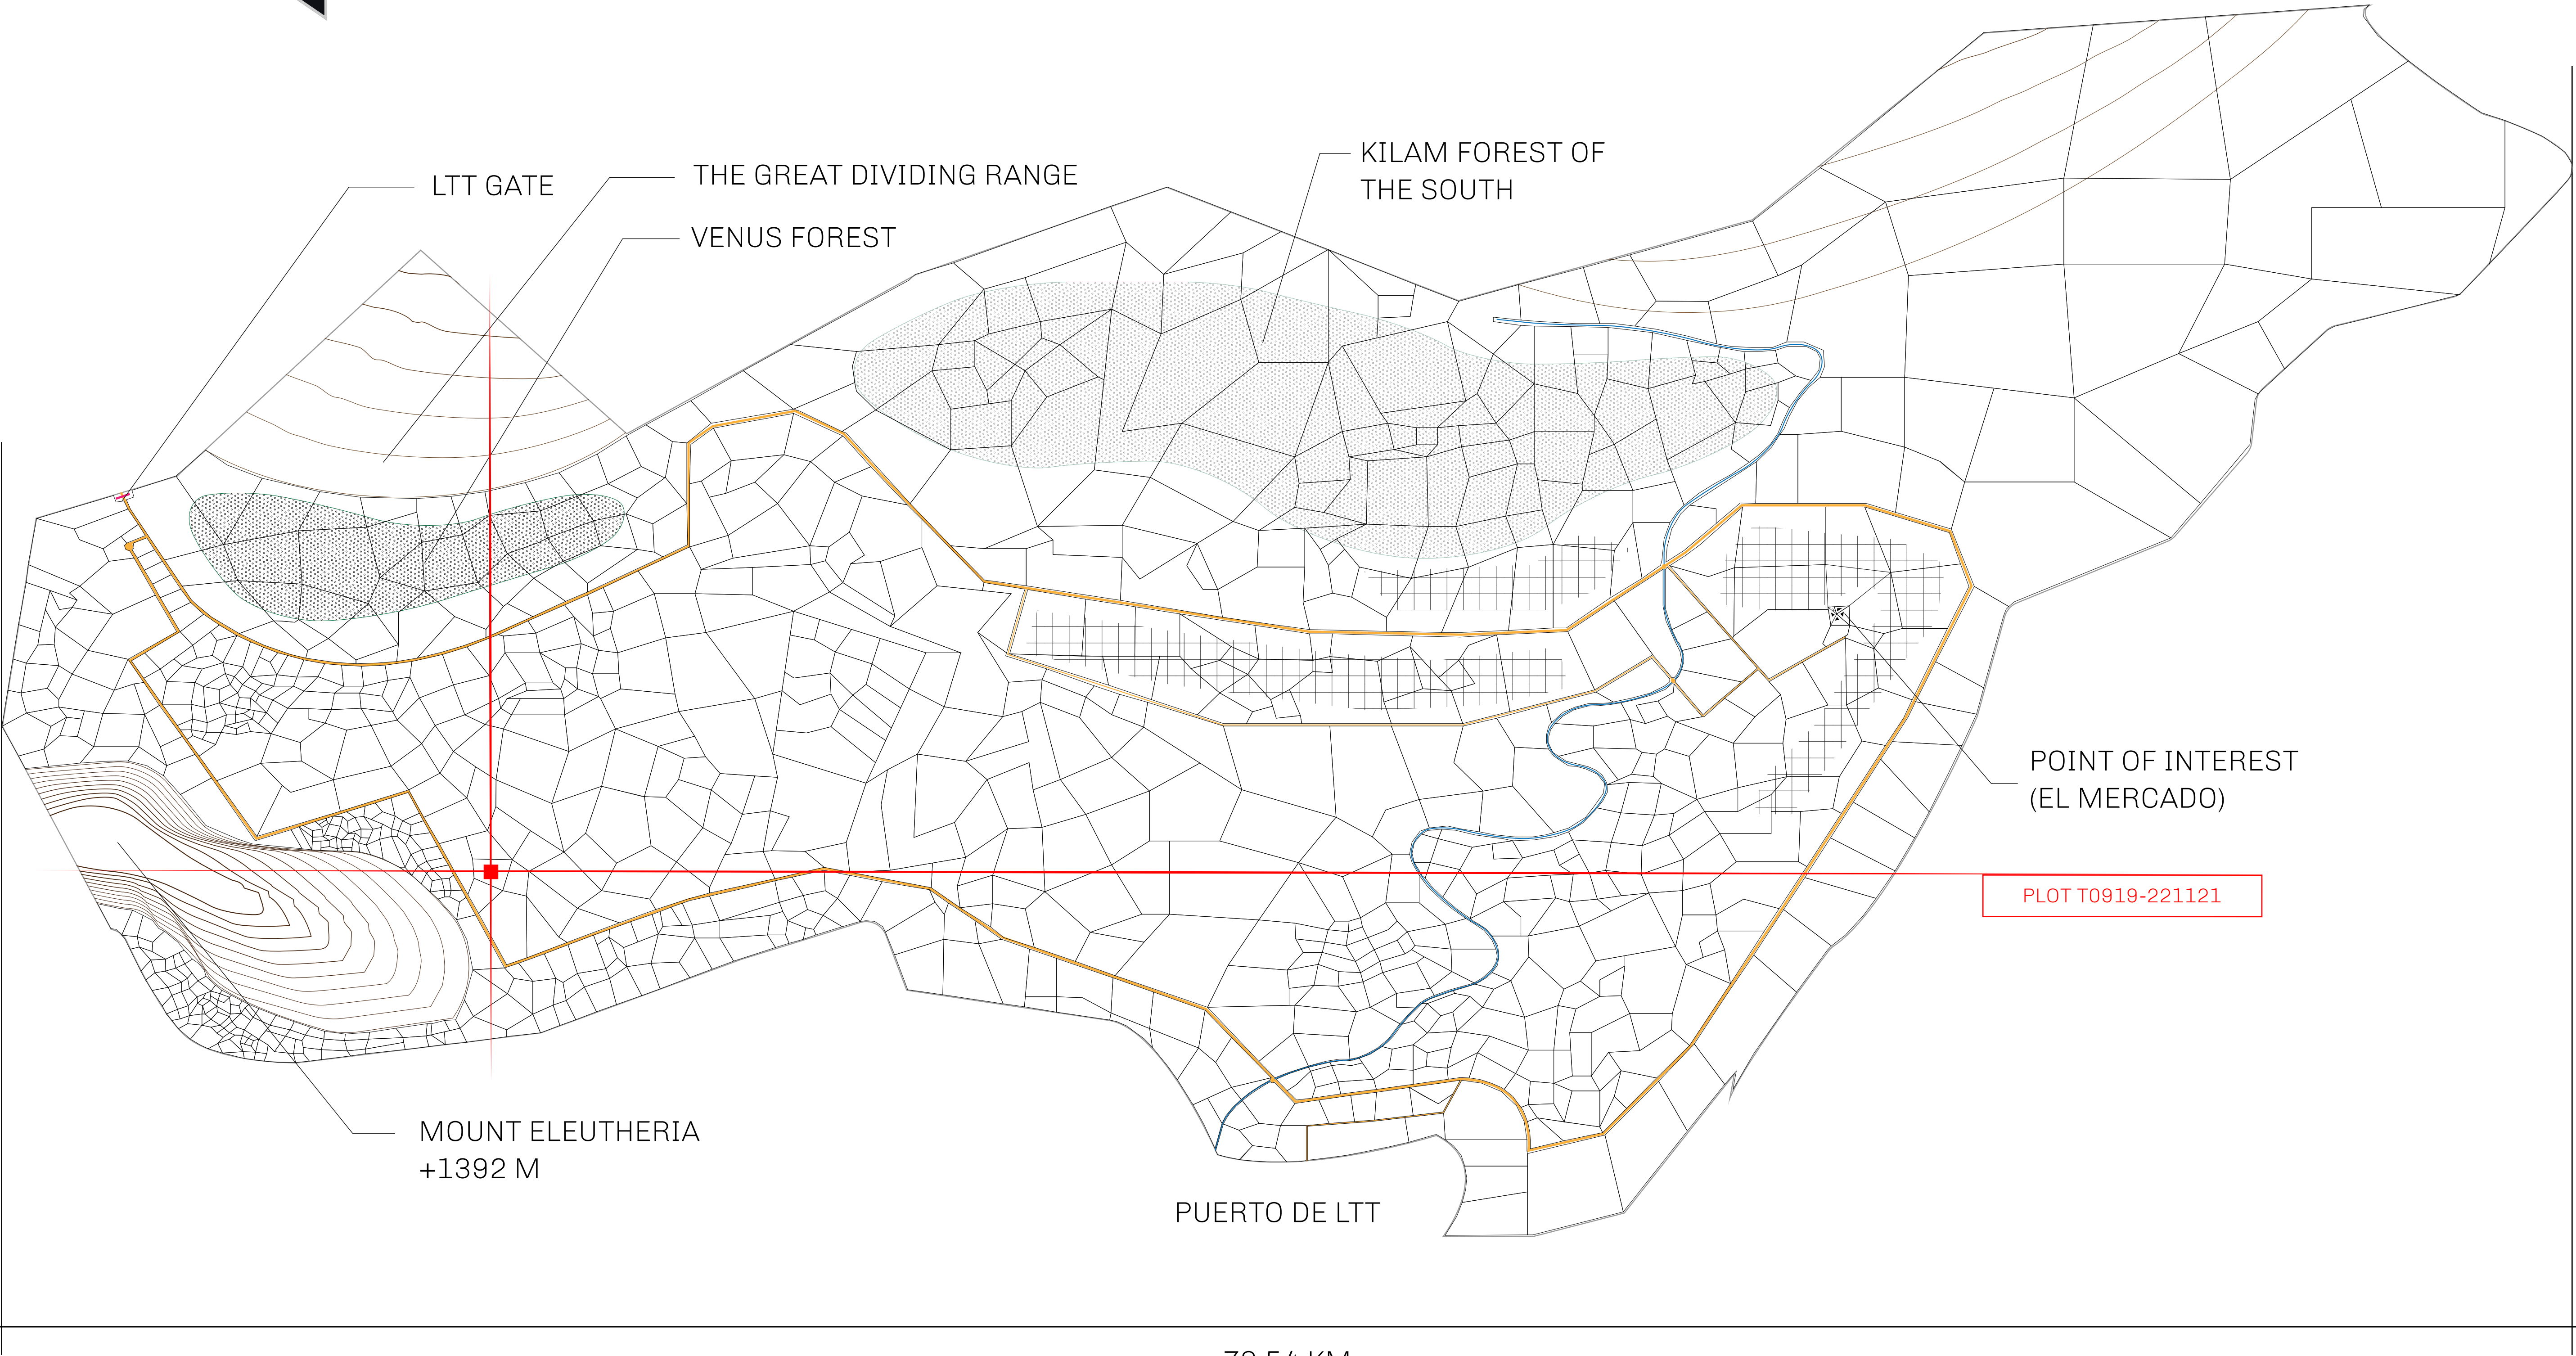 KILAM FOREST OF
THE SOUTH
LTT GATE
THE GREAT DIVIDING RANGE
VENUS FOREST
POINT OF INTEREST
(EL MERCADO)
PLOT T0919-221121
MOUNT ELEUTHERIA
+1392 M
PUERTO DE LTT
KM